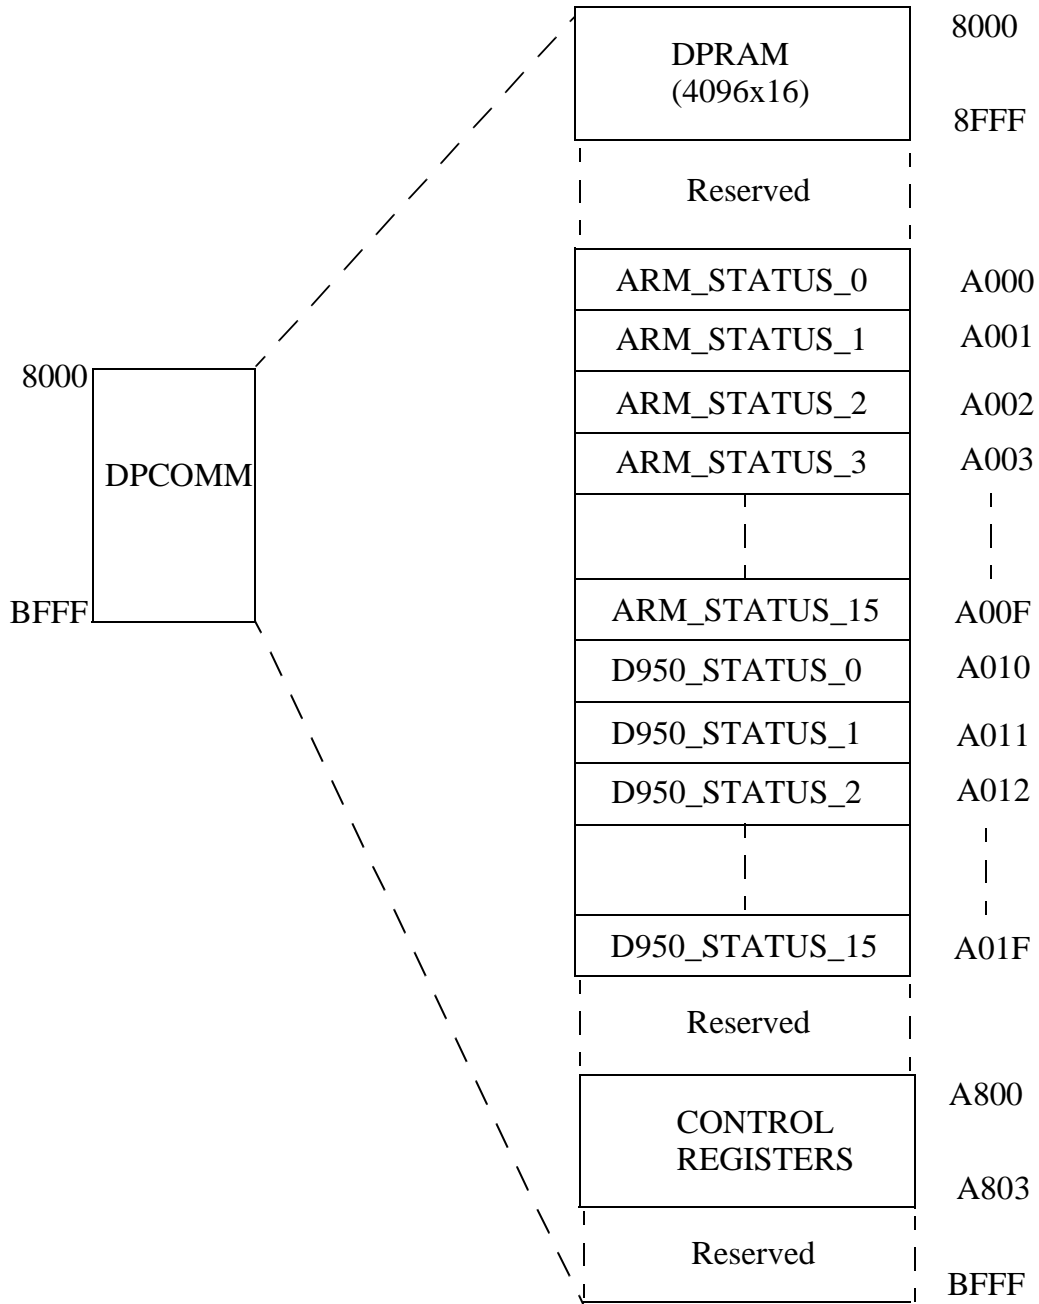 8000
DPRAM
(4096x16)
8FFF
Reserved
ARM_STATUS_0 A000
ARM_STATUS_1 A001
ARM_STATUS_2 A002
ARM_STATUS_3 A003
ARM_STATUS_15 A00F
D950_STATUS_0 A010
D950_STATUS_1 A011
D950_STATUS_2 A012
D950_STATUS_15 A01F
Reserved
A800
CONTROL
REGISTERS
A803
Reserved
BFFF
8000
DPCOMM
BFFF